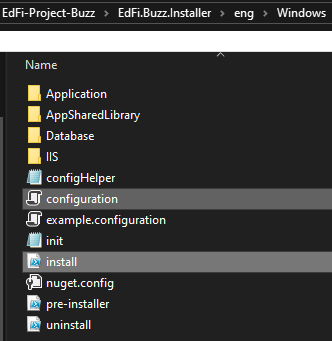 EdFi-Project-Buzz > EdFi.Buzz.Installer > eng > Windows
Name
Application
AppSharedLibrary
Database
IIS
configHelper
configuration
example.configuration
init
install
nuget.config
pre-installer
uninstall